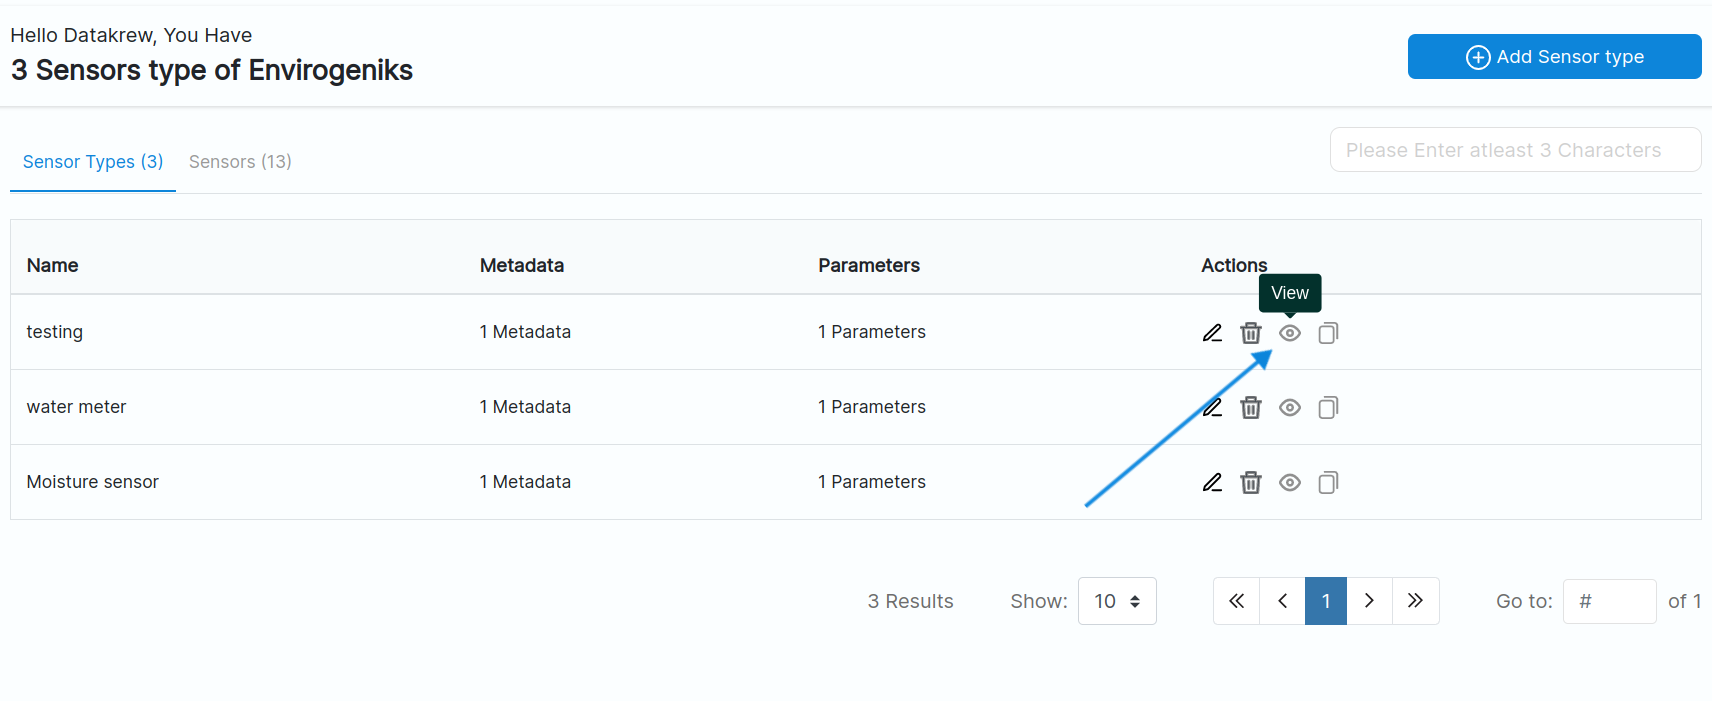 Hello Datakrew, You Have
3 Sensors type of Envirogeniks
Add Sensor type
Sensor Types (3) Sensors (13)
Please Enter atleast 3 Characters
Name Metadata Parameters Actions
View
testing 1 Metadata 1 Parameters
water meter 1 Metadata 1 Parameters
Moisture sensor 1 Metadata 1 Parameters
3 Results Show: 10 « ‹ 1 › » Go to: # of 1